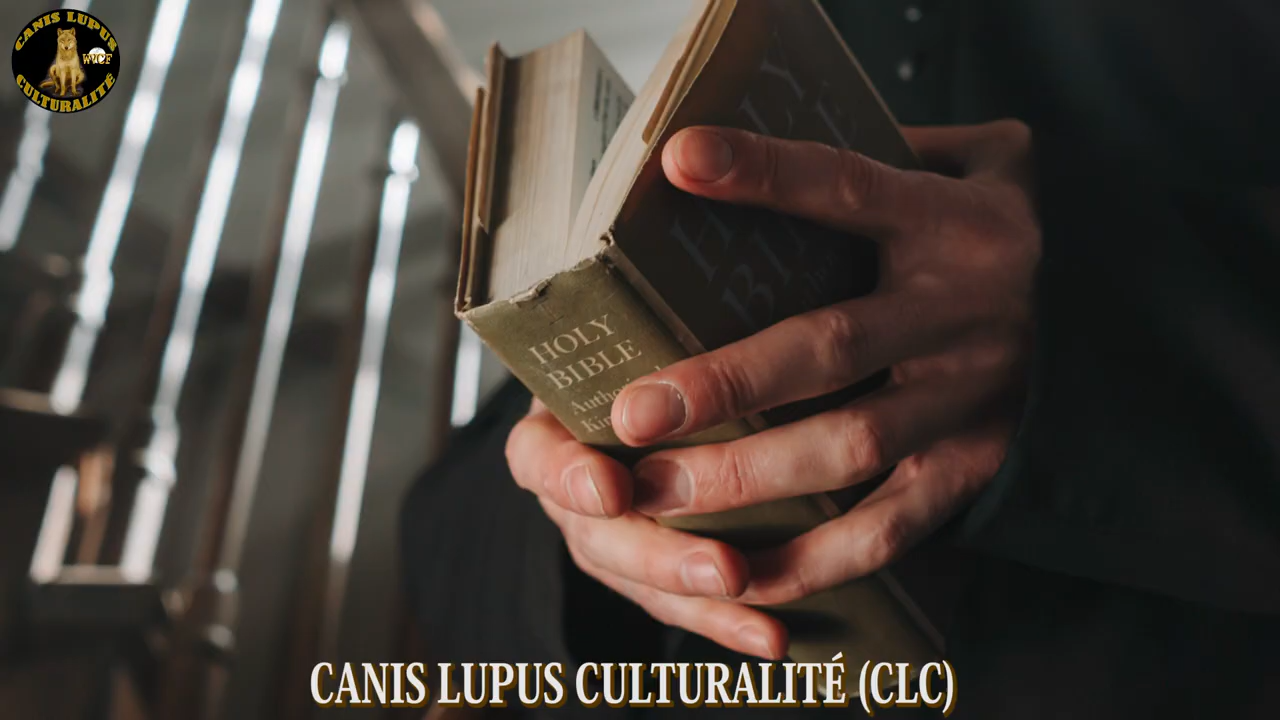 CANIS LUPUS
WICF
CULTURALITÉ
HOLY
BIBLE
HOLY
BIBLE
CANIS LUPUS CULTURALITÉ (CLC)